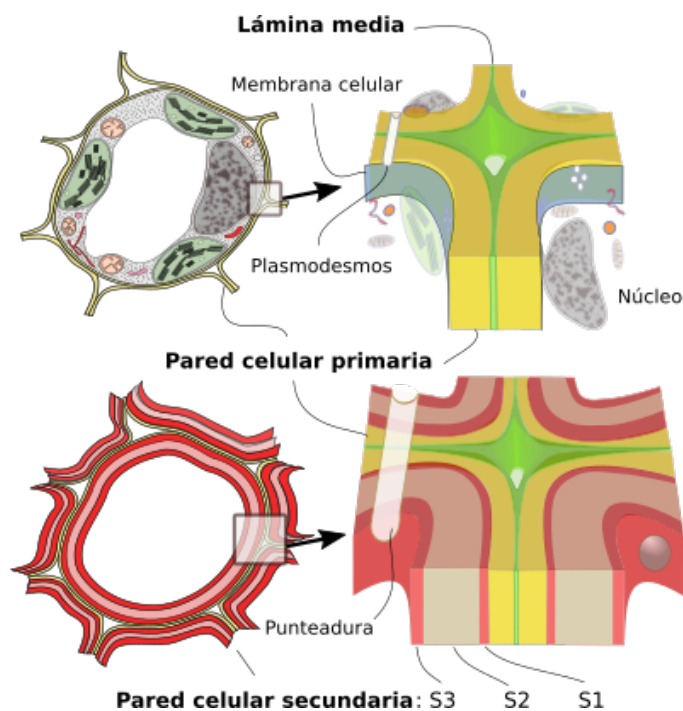 Lámina media
Membrana celular
Plasmodesmos
Núcleo
Pared celular primaria
Punteadura
Pared celular secundaria: S3 S2 S1